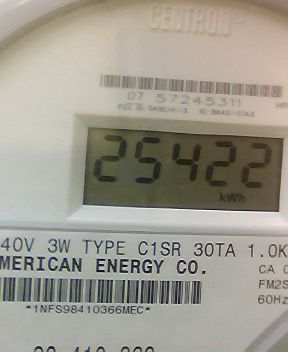 CENTRON®
07 57245311
25422
kWh
40V 3W TYPE C1SR 30TA 1.0K
MERICAN ENERGY CO.
CA
FM2S
60Hz
*1NFS98410366MEC*